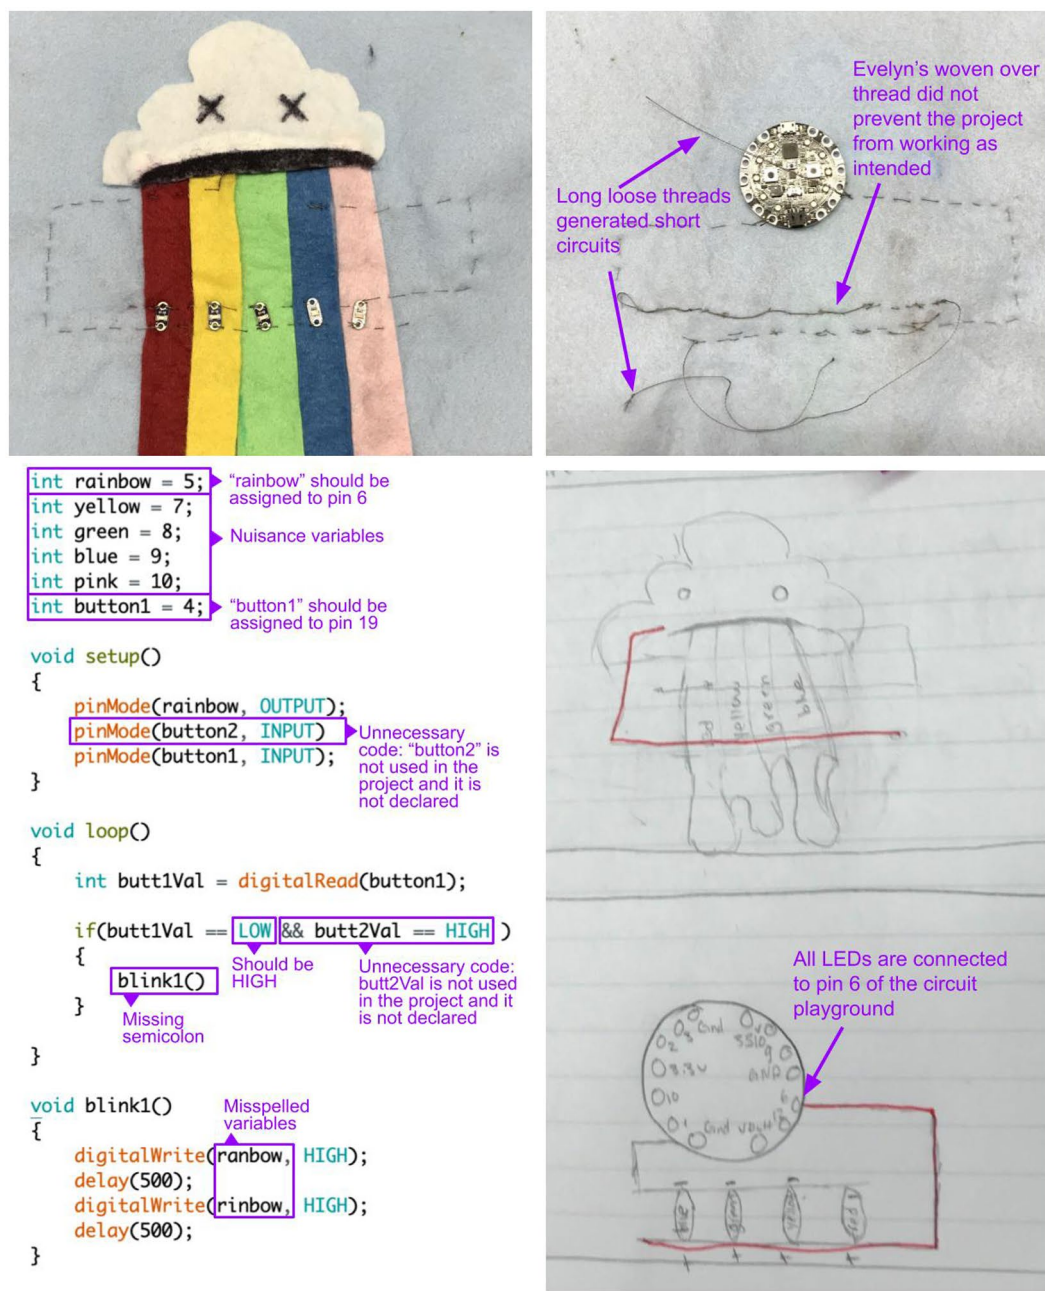 Evelyn's woven over
thread did not
prevent the project
from working as
intended
Long loose threads
generated short
circuits
int rainbow = 5;
"rainbow" should be
assigned to pin 6
int yellow = 7;
int green = 8;
Nuisance variables
int blue = 9;
int pink = 10;
int button1 = 4;
"button1" should be
assigned to pin 19
void setup()
{
pinMode(rainbow, OUTPUT);
pinMode(button2, INPUT)
Unnecessary
code: "button2" is
not used in the
project and it is
not declared
pinMode(button1, INPUT);
}
void loop()
{
int butt1Val = digitalRead(button1);
if(butt1Val == LOW && butt2Val == HIGH )
Should be
HIGH
Unnecessary code:
butt2Val is not used
in the project and it
is not declared
{
blink1()
Missing
semicolon
}
}
void blink1()
Misspelled
variables
{
digitalWrite(ranbow, HIGH);
delay(500);
digitalWrite(rinbow, HIGH);
delay(500);
}
yellow
green
blue
All LEDs are connected
to pin 6 of the circuit
playground
3
Gnd
2
9
3.3V
GND
10
6
1
Gnd
12
green
+ + + +